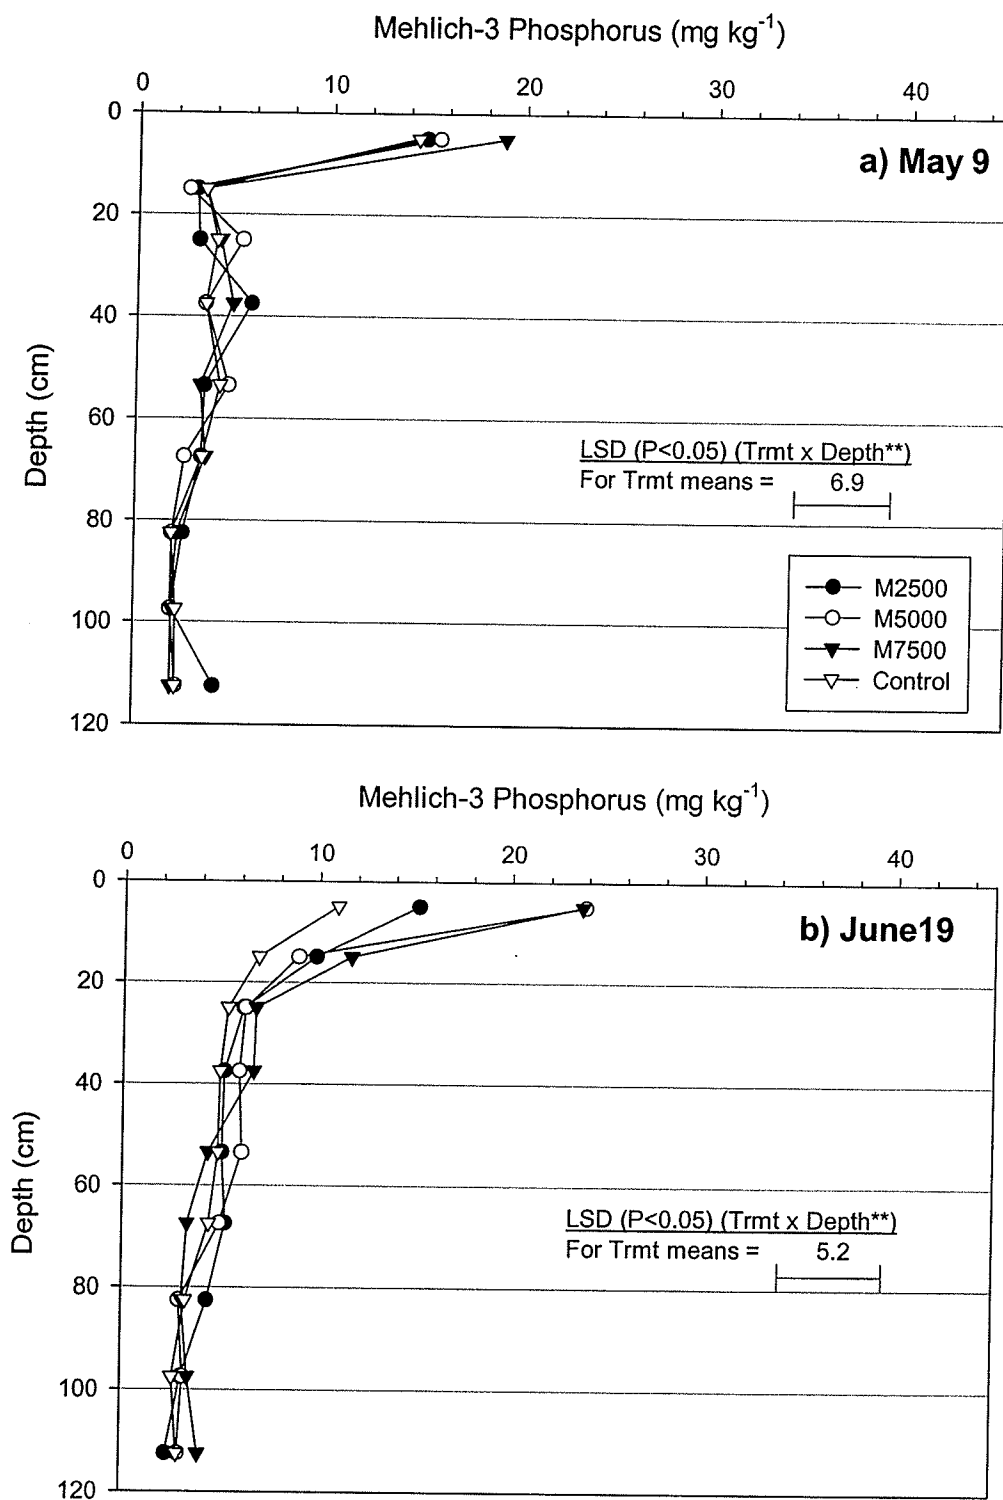 Mehlich-3 Phosphorus (mg kg-1)
0 10 20 30 40
0
20
40
60
80
100
120
Depth (cm)
a) May 9
LSD (P<0.05) (Trmt x Depth**)
For Trmt means = 6.9
M2500
M5000
M7500
Control
Mehlich-3 Phosphorus (mg kg-1)
0 10 20 30 40
0
20
40
60
80
100
120
Depth (cm)
b) June19
LSD (P<0.05) (Trmt x Depth**)
For Trmt means = 5.2